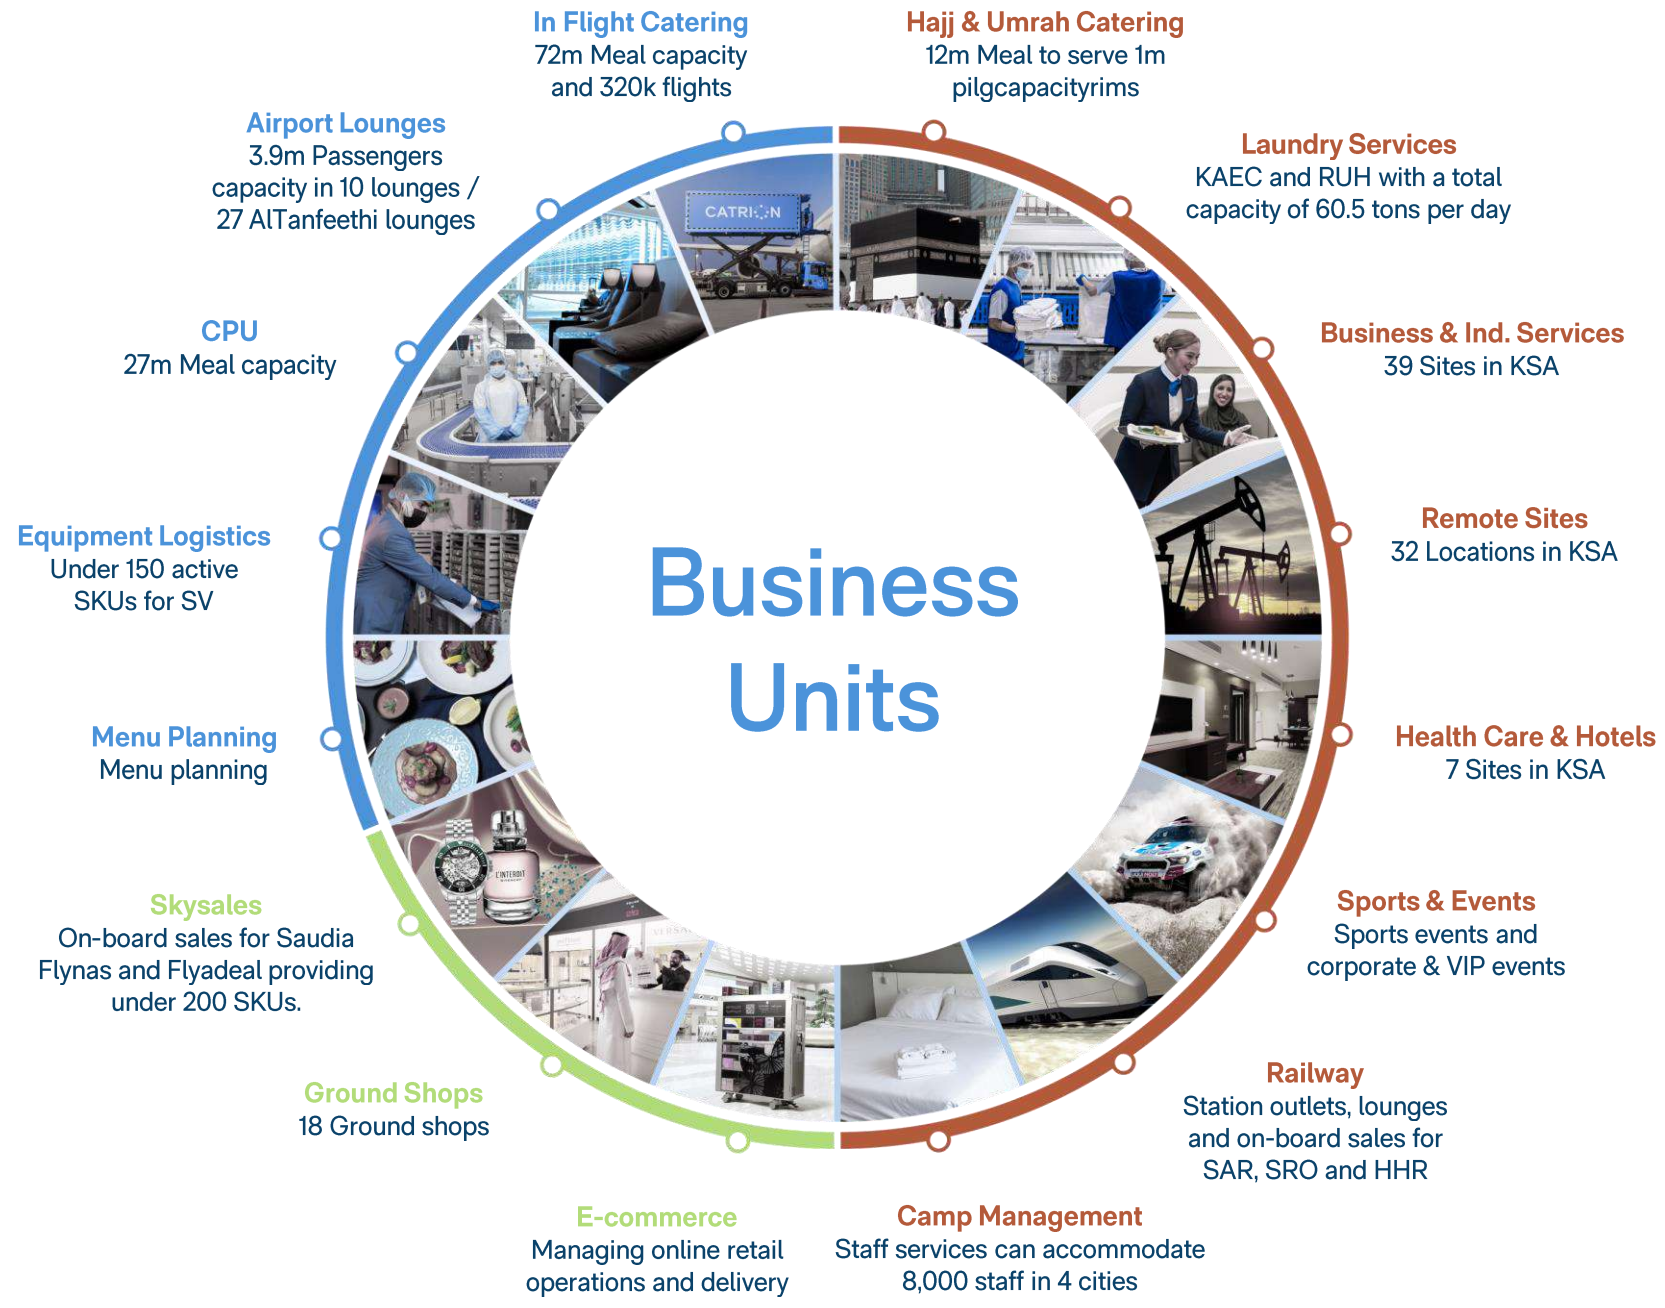 In Flight Catering
72m Meal capacity
and 320k flights
Hajj & Umrah Catering
12m Meal to serve 1m
pilgcapacityrims
Airport Lounges
3.9m Passengers
capacity in 10 lounges /
27 AlTanfeethi lounges
Laundry Services
KAEC and RUH with a total
capacity of 60.5 tons per day
CATRION
CPU
27m Meal capacity
Business & Ind. Services
39 Sites in KSA
Equipment Logistics
Under 150 active
SKUs for SV
Remote Sites
32 Locations in KSA
Business
Units
Menu Planning
Menu planning
Health Care & Hotels
7 Sites in KSA
L'INTERDIT
Skysales
On-board sales for Saudia
Flynas and Flyadeal providing
under 200 SKUs.
Sports & Events
Sports events and
corporate & VIP events
Ground Shops
18 Ground shops
Railway
Station outlets, lounges
and on-board sales for
SAR, SRO and HHR
E-commerce
Managing online retail
operations and delivery
Camp Management
Staff services can accommodate
8,000 staff in 4 cities